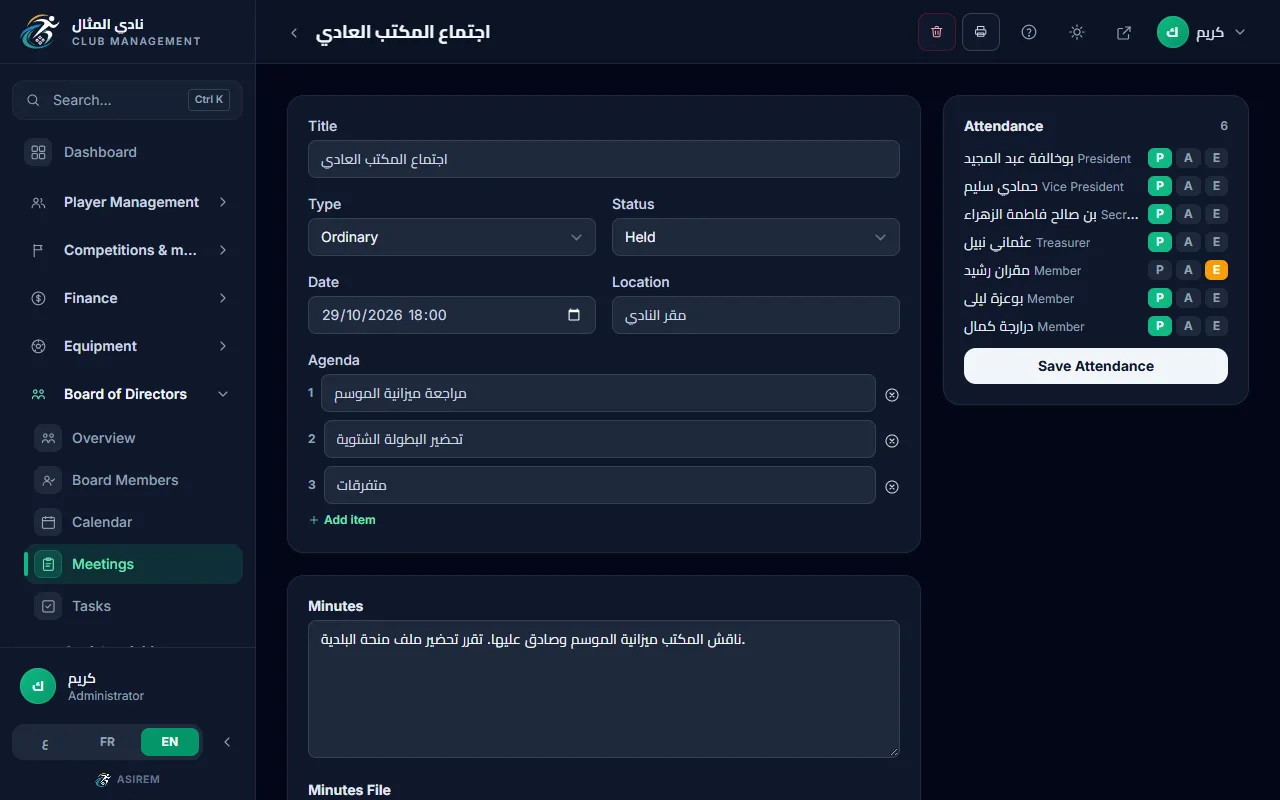 نادي المثال
CLUB MANAGEMENT
Search...
Ctrl K
Dashboard
Player Management
Competitions & m...
Finance
Equipment
Board of Directors
Overview
Board Members
Calendar
Meetings
Tasks
كريم
Administrator
ع FR EN
ASIREM
اجتماع المكتب العادي
ك كريم
Title
اجتماع المكتب العادي
Type
Ordinary
Status
Held
Date
29/10/2026 18:00
Location
مقر النادي
Agenda
1 مراجعة ميزانية الموسم
2 تحضير البطولة الشتوية
3 متفرقات
+ Add item
Minutes
ناقش المكتب ميزانية الموسم وصادق عليها. تقرر تحضير ملف منحة البلدية.
Minutes File
Attendance 6
بوخالفة عبد المجيد President P A E
حمادي سليم Vice President P A E
بن صالح فاطمة الزهراء Secr... P A E
عثماني نبيل Treasurer P A E
مقران رشيد Member P A E
بوعزة ليلى Member P A E
درارجة كمال Member P A E
Save Attendance